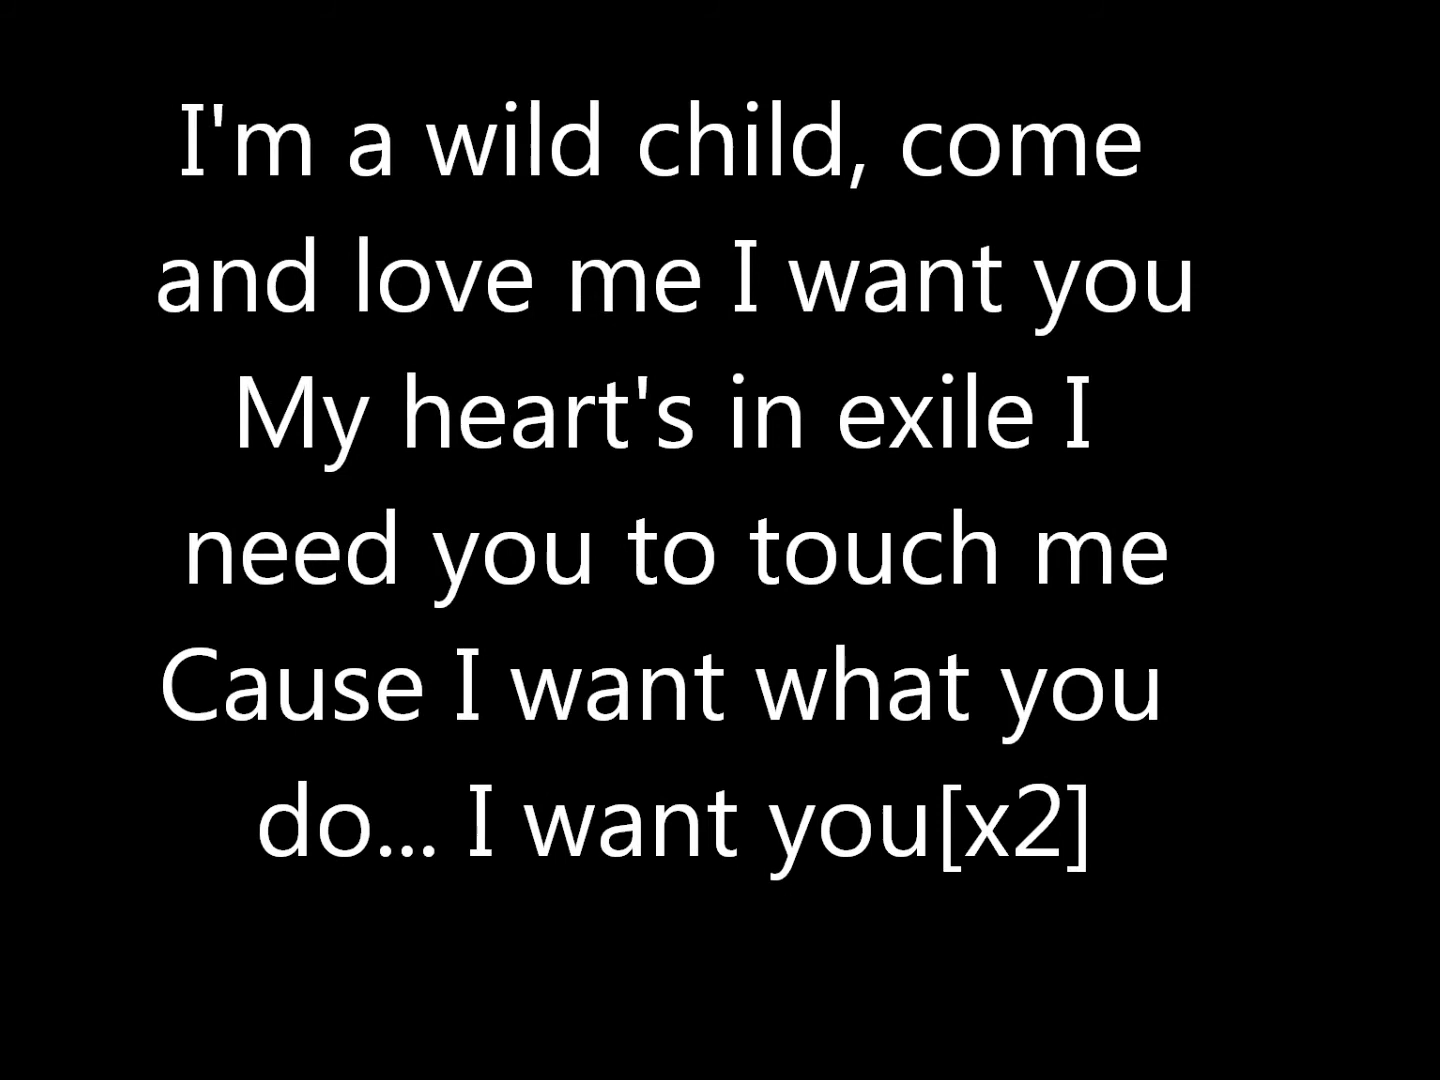 I'm a wild child, come
and love me I want you
My heart's in exile I
need you to touch me
Cause I want what you
do... I want you[x2]